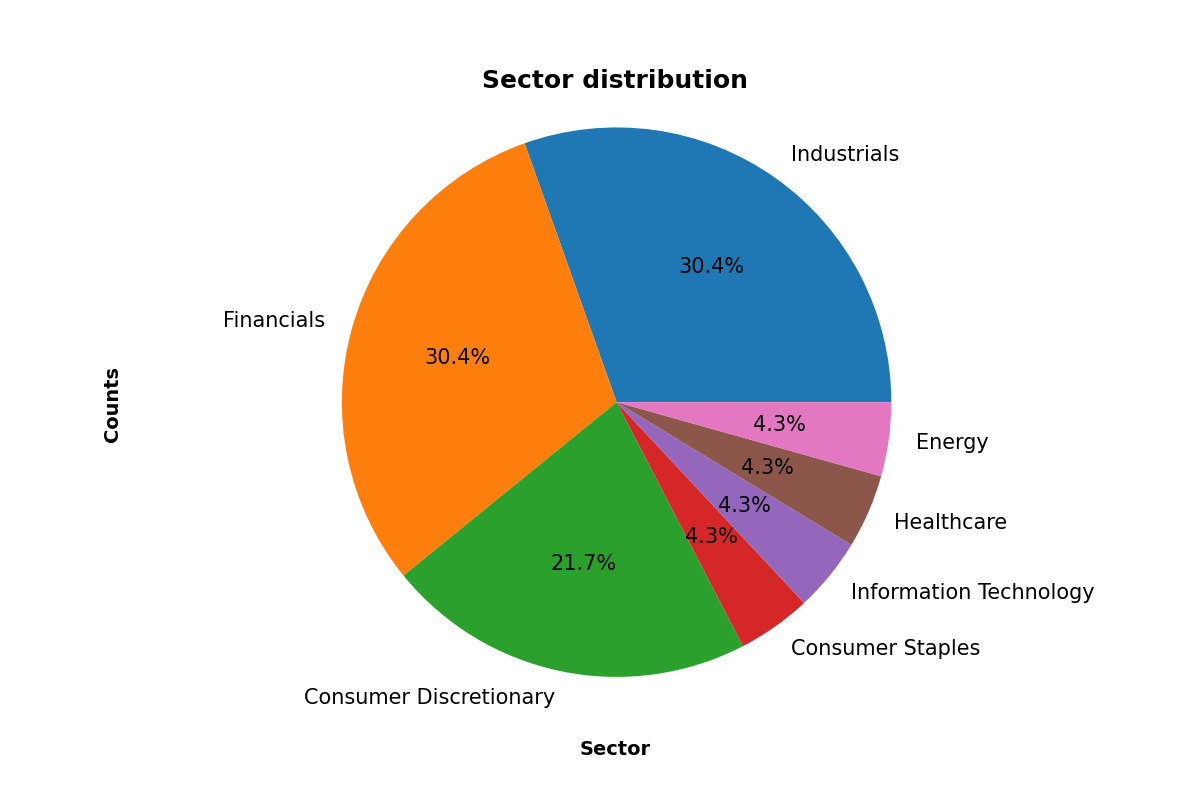 Sector distribution
Industrials
30.4%
Financials
30.4%
Counts
4.3%
Energy
4.3%
Healthcare
4.3%
Information Technology
4.3%
Consumer Staples
21.7%
Consumer Discretionary
Sector